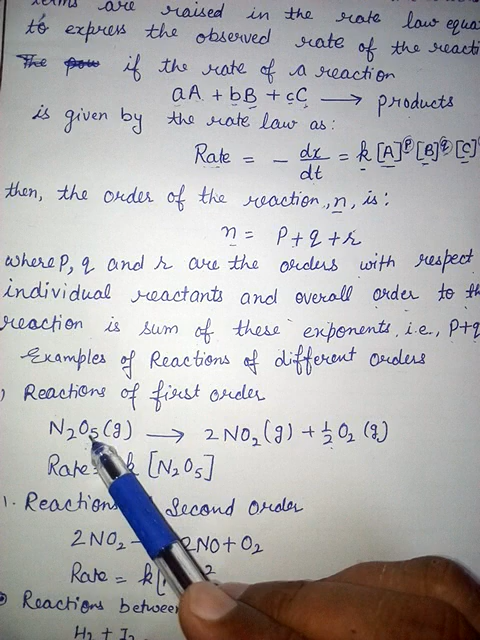 terms are raised in the rate law equa
to express the observed rate of the reacti
The pow if the rate of a reaction
aA + bB + cC ⟶ products
is given by the rate law as:
Rate = - dx/dt = k [A]^p [B]^q [C]
then, the order of the reaction, n, is:
n = p + q + r
where P, q and r are the orders with respect
individual reactants and overall order to th
reaction is sum of these exponents, i.e., p+q
Examples of Reactions of different orders
) Reactions of first order
N₂O₅(g) ⟶ 2NO₂(g) + ½O₂(g)
Rate = k [N₂O₅]
1. Reactions Second order
2NO₂ 2NO + O₂
Rate = k[ ²
Reactions between
H₂ + I₂